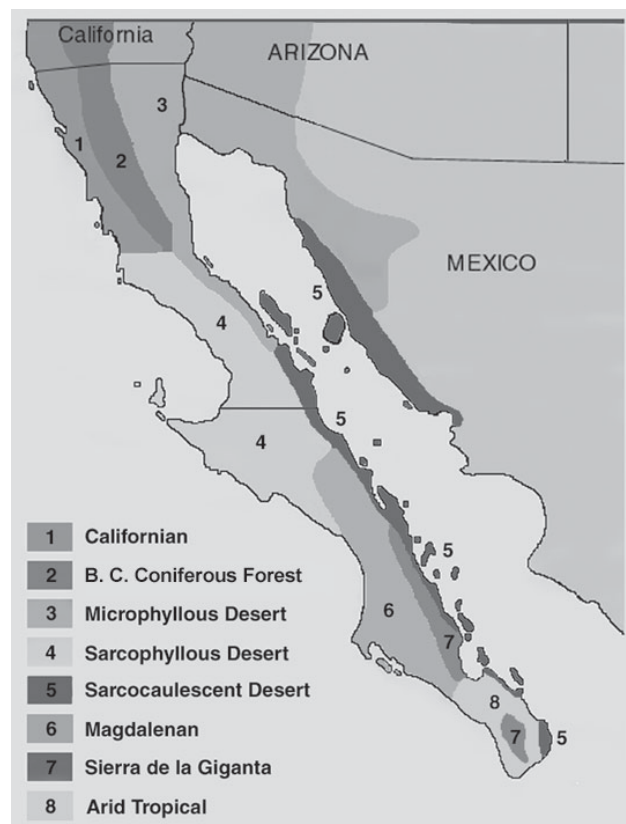 California
ARIZONA
3
1
2
MEXICO
5
4
5
4
5
6
7
8
7
5
1 Californian
2 B. C. Coniferous Forest
3 Microphyllous Desert
4 Sarcophyllous Desert
5 Sarcocaulescent Desert
6 Magdalenan
7 Sierra de la Giganta
8 Arid Tropical